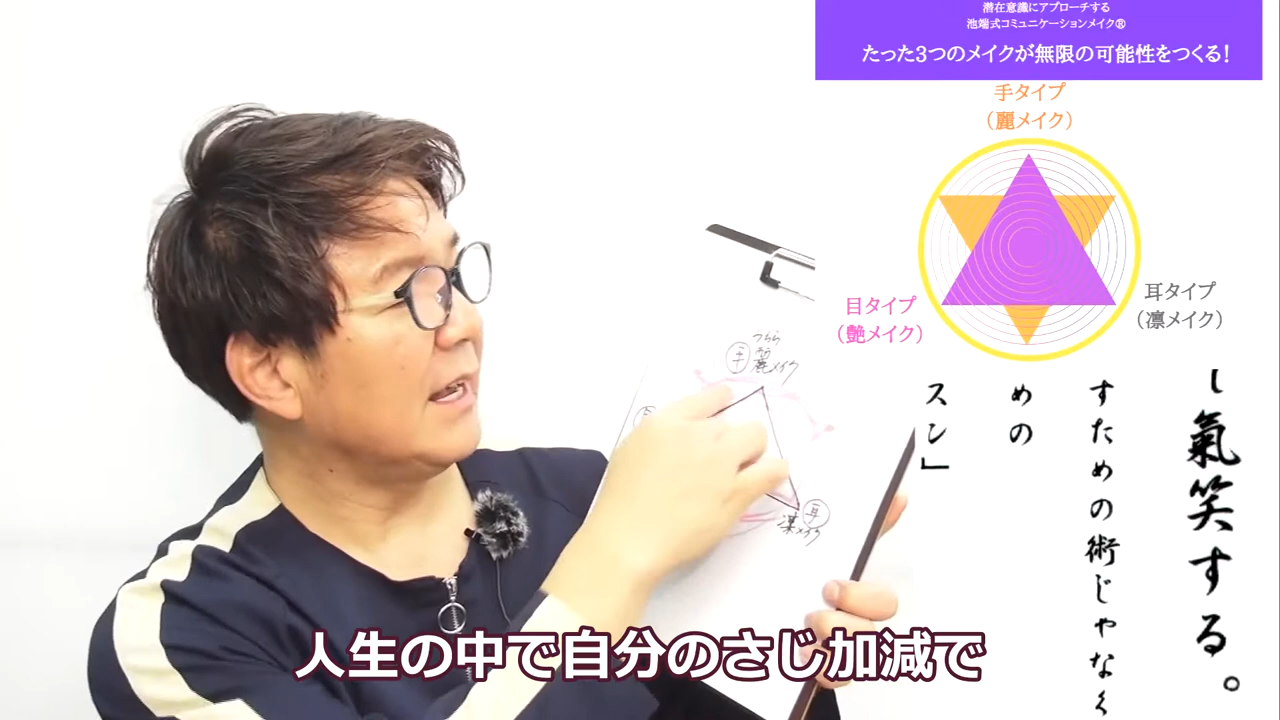 潜在意識にアプローチする
池端式コミュニケーションメイク®
たった3つのメイクが無限の可能性をつくる!
手タイプ
(麗メイク)
目タイプ
(艶メイク)
耳タイプ
(凛メイク)
し氣笑する。
すための術じゃなく
めの
スン」
手
うらら
麗メイク
耳
凜メイク
人生の中で自分のさじ加減で